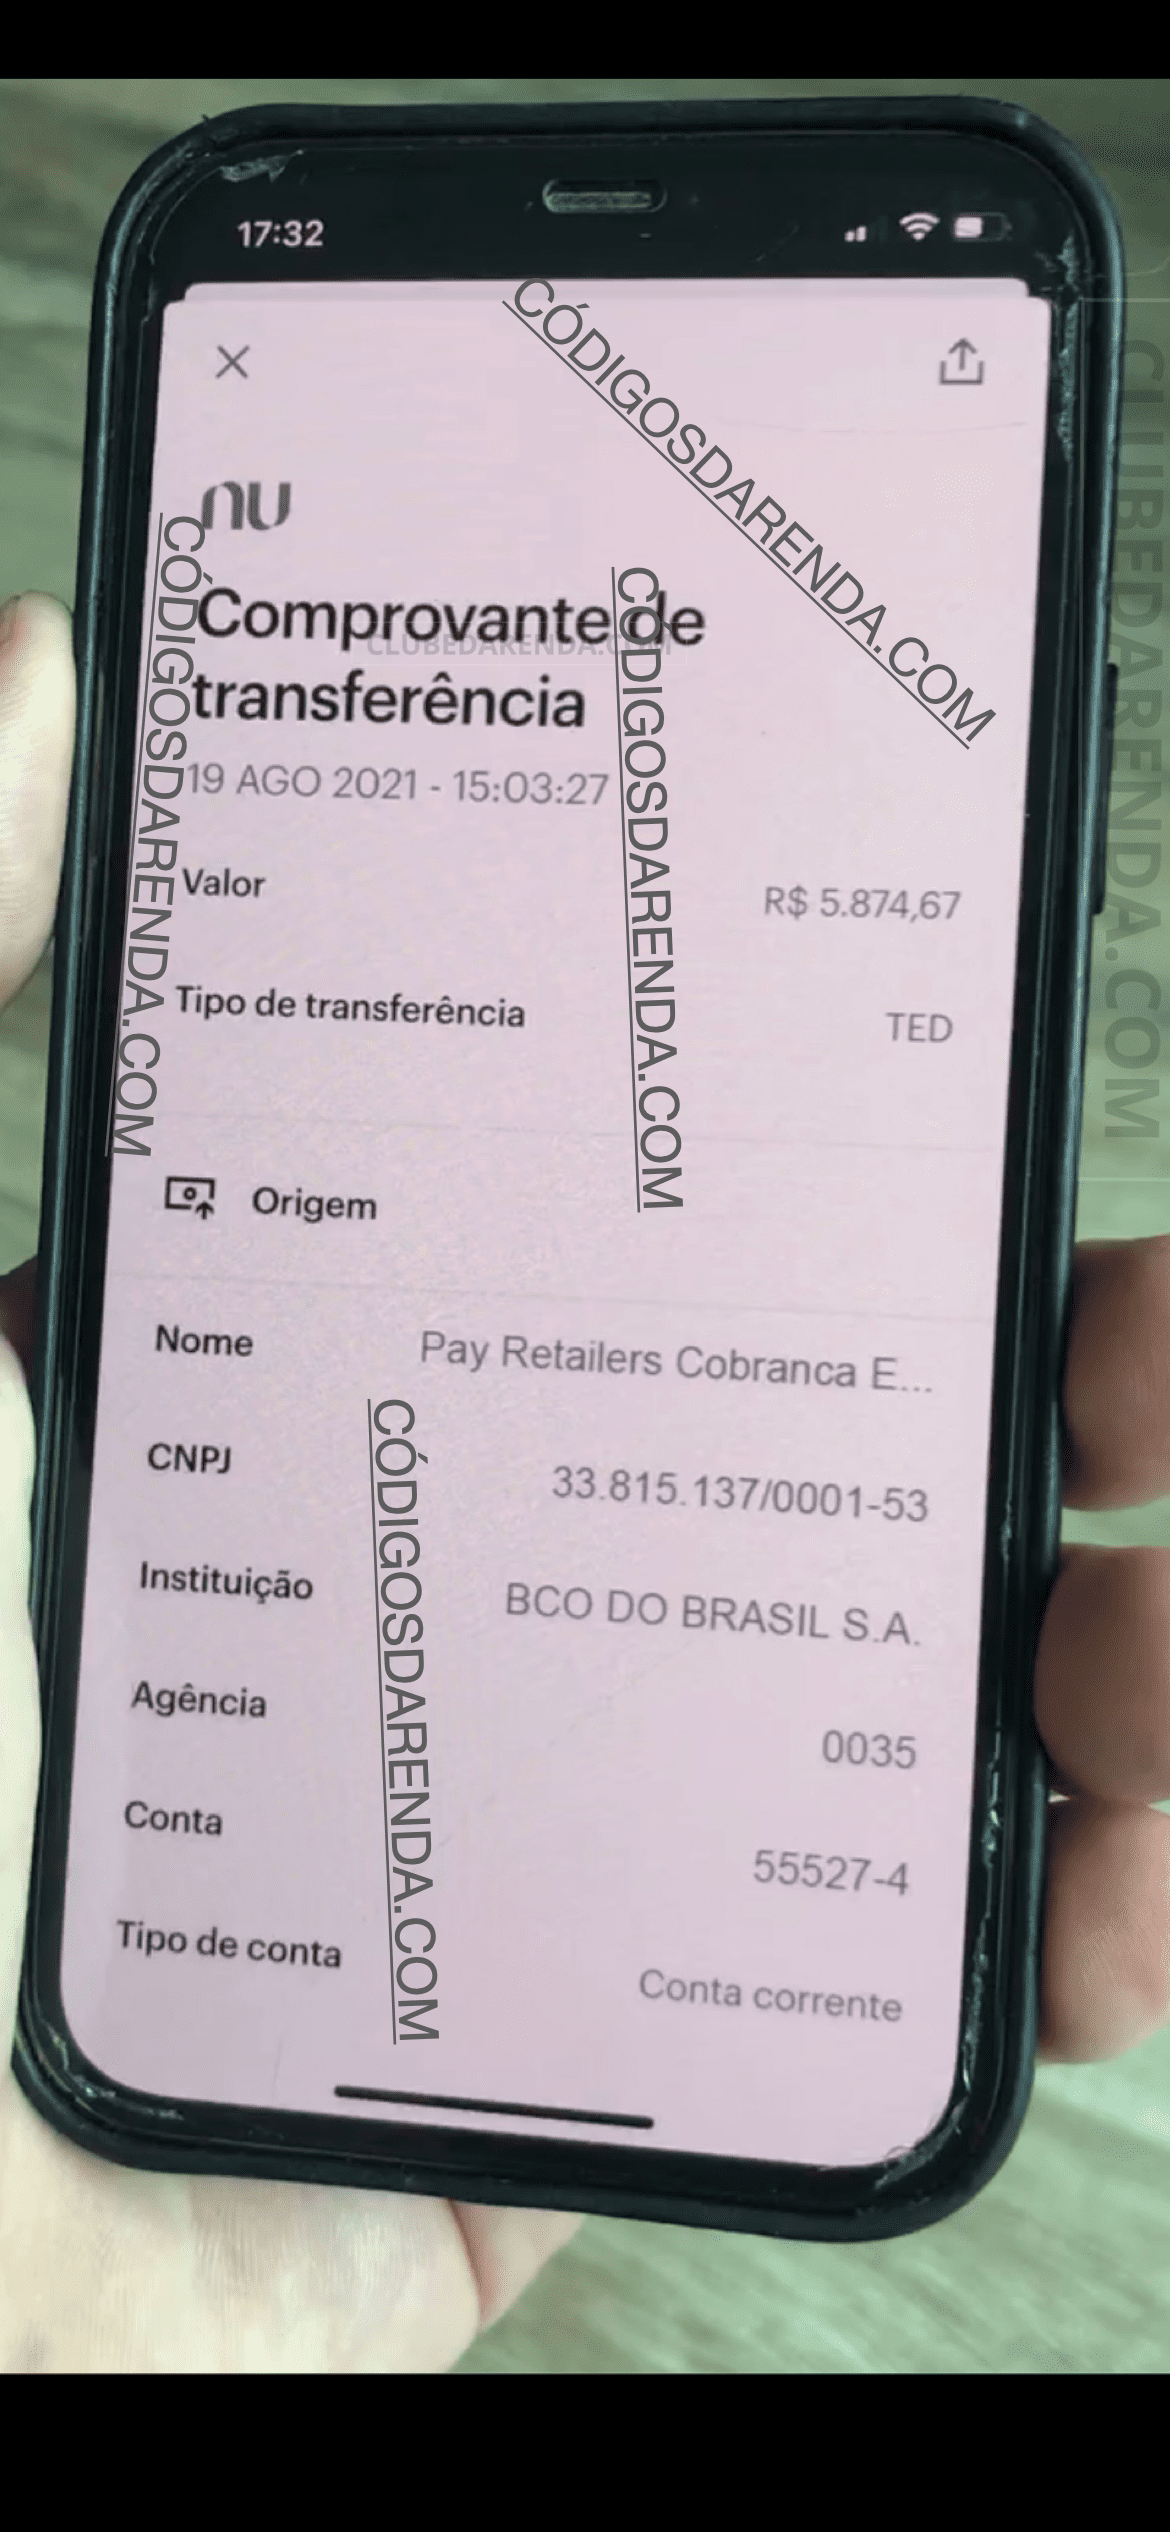 17:32
CÓDIGOSDARENDA.COM
nu
CÓDIGOSDARENDA.COM
CÓDIGOSDARENDA.COM
Comprovante de
CLUBEDARENDA.COM
transferência
19 AGO 2021 - 15:03:27
Valor
R$ 5.874,67
Tipo de transferência
TED
CLUBEDARENDA.COM
Origem
Nome
Pay Retailers Cobranca E...
CNPJ
33.815.137/0001-53
CÓDIGOSDARENDA.COM
Instituição
BCO DO BRASIL S.A.
Agência
0035
Conta
55527-4
Tipo de conta
Conta corrente